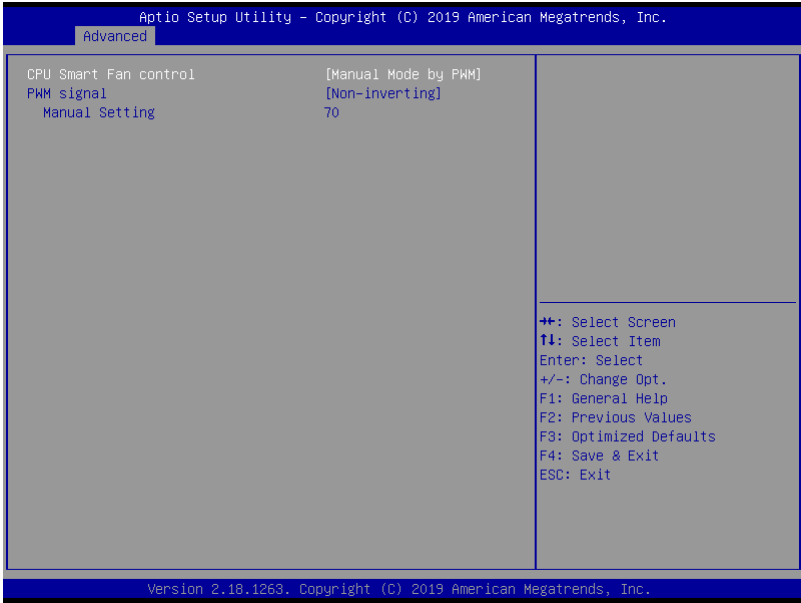 Aptio Setup Utility – Copyright (C) 2019 American Megatrends, Inc.
Advanced
CPU Smart Fan control [Manual Mode by PWM]
PWM signal [Non-inverting]
Manual Setting 70
→←: Select Screen
↑↓: Select Item
Enter: Select
+/-: Change Opt.
F1: General Help
F2: Previous Values
F3: Optimized Defaults
F4: Save & Exit
ESC: Exit
Version 2.18.1263. Copyright (C) 2019 American Megatrends, Inc.